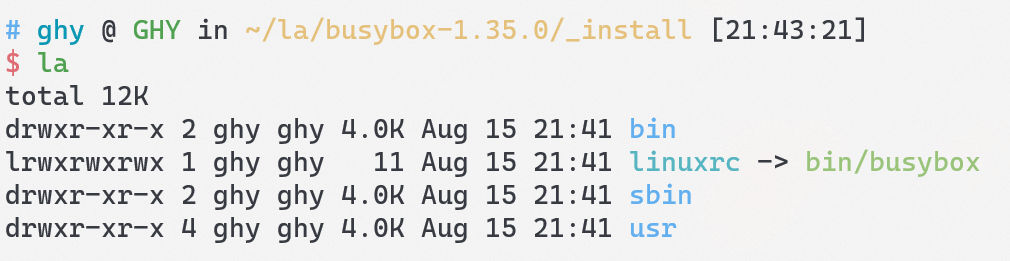 # ghy @ GHY in ~/la/busybox-1.35.0/_install [21:43:21]
$ la
total 12K
drwxr-xr-x 2 ghy ghy 4.0K Aug 15 21:41 bin
lrwxrwxrwx 1 ghy ghy   11 Aug 15 21:41 linuxrc -> bin/busybox
drwxr-xr-x 2 ghy ghy 4.0K Aug 15 21:41 sbin
drwxr-xr-x 4 ghy ghy 4.0K Aug 15 21:41 usr